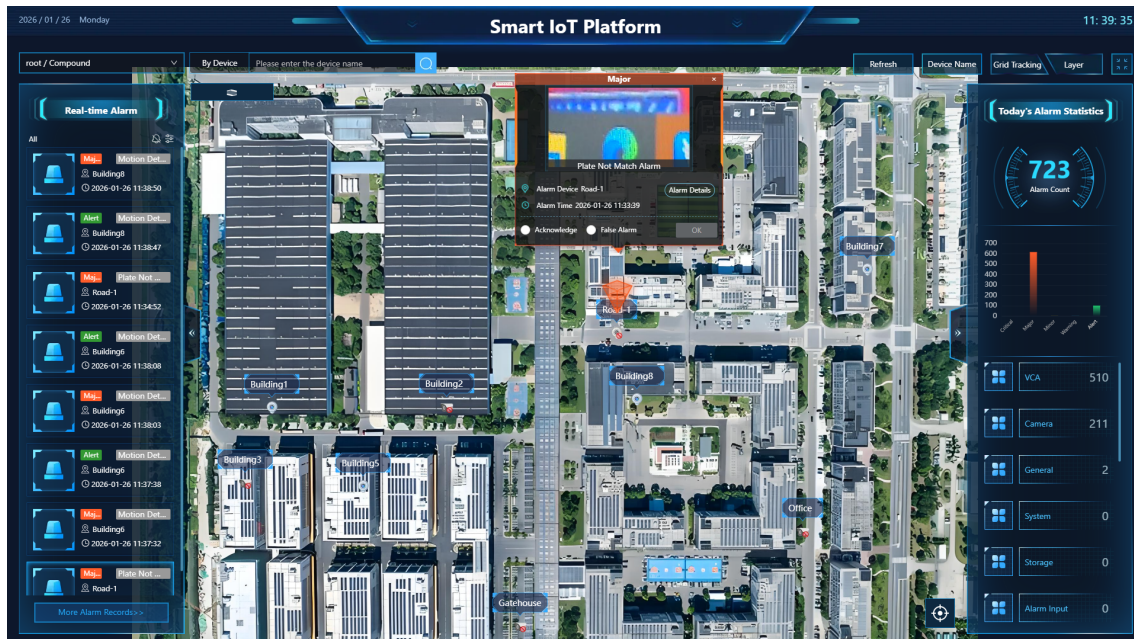 2026 / 01 / 26 Monday
Smart IoT Platform
11: 39: 35
root / Compound
By Device
Please enter the device name
Refresh
Device Name
Grid Tracking
Layer
Real-time Alarm
All
Maj... Motion Det...
Building8
2026-01-26 11:38:50
Alert Motion Det...
Building8
2026-01-26 11:38:47
Maj... Plate Not ...
Road-1
2026-01-26 11:34:52
Alert Motion Det...
Building6
2026-01-26 11:38:08
Maj... Motion Det...
Building6
2026-01-26 11:38:03
Alert Motion Det...
Building6
2026-01-26 11:37:38
Maj... Motion Det...
Building6
2026-01-26 11:37:32
Maj... Plate Not ...
Road-1
More Alarm Records>>
Major
×
Plate Not Match Alarm
Alarm Device Road-1
Alarm Details
Alarm Time 2026-01-26 11:33:39
Acknowledge
False Alarm
OK
Building7
Road-1
Building1
Building2
Building8
Building3
Building5
Office
Gatehouse
Today's Alarm Statistics
723
Alarm Count
700
600
500
400
300
200
100
0
Critical
Major
Minor
Warning
Alert
VCA 510
Camera 211
General 2
System 0
Storage 0
Alarm Input 0